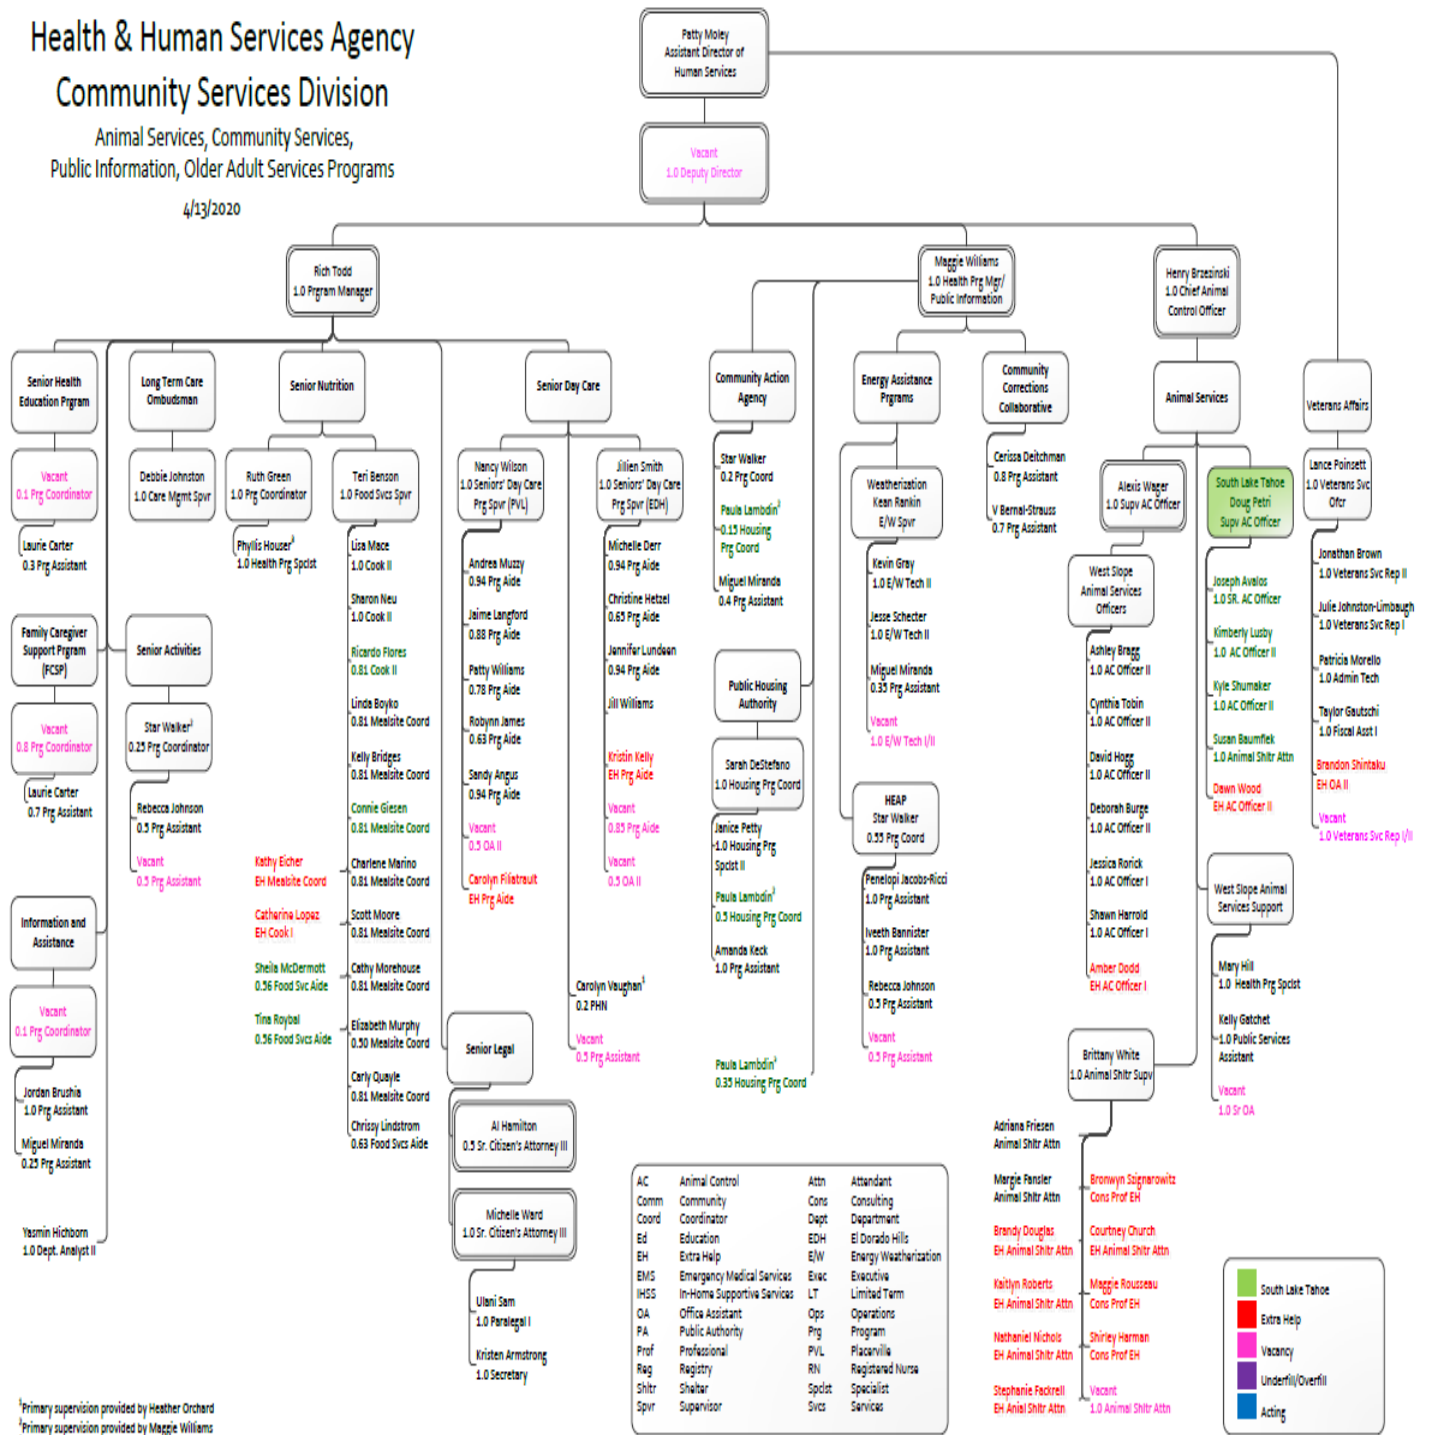 Health & Human Services Agency
Community Services Division
Animal Services, Community Services,
Public Information, Older Adult Services Programs
4/13/2020
Patty Moley
Assistant Director of
Human Services
Vacant
1.0 Deputy Director
Rich Todd
1.0 Prgram Manager
Maggie Williams
1.0 Health Prg Mgr/
Public Information
Henry Brzezinski
1.0 Chief Animal
Control Officer
Senior Health
Education Prgram
Vacant
0.1 Prg Coordinator
Laurie Carter
0.3 Prg Assistant
Family Caregiver
Support Prgram
(FCSP)
Vacant
0.8 Prg Coordinator
Laurie Carter
0.7 Prg Assistant
Information and
Assistance
Vacant
0.1 Prg Coordinator
Jordan Brushia
1.0 Prg Assistant
Miguel Miranda
0.25 Prg Assistant
Yasmin Hichborn
1.0 Dept. Analyst II
Long Term Care
Ombudsman
Debbie Johnston
1.0 Care Mgmt Spvr
Senior Activities
Star Walker²
0.25 Prg Coordinator
Rebecca Johnson
0.5 Prg Assistant
Vacant
0.5 Prg Assistant
Senior Nutrition
Ruth Green
1.0 Prg Coordinator
Phyllis Houser²
1.0 Health Prg Spclst
Teri Benson
1.0 Food Svcs Spvr
Lisa Mace
1.0 Cook II
Sharon Neu
1.0 Cook II
Ricardo Flores
0.81 Cook II
Linda Boyko
0.81 Mealsite Coord
Kelly Bridges
0.81 Mealsite Coord
Connie Giesen
0.81 Mealsite Coord
Kathy Eicher
EH Mealsite Coord
Charlene Marino
0.81 Mealsite Coord
Catherine Lopez
EH Cook I
Scott Moore
0.81 Mealsite Coord
Sheila McDermott
0.56 Food Svc Aide
Cathy Morehouse
0.81 Mealsite Coord
Tina Roybal
0.56 Food Svcs Aide
Elizabeth Murphy
0.50 Mealsite Coord
Carly Quayle
0.81 Mealsite Coord
Chrissy Lindstrom
0.63 Food Svcs Aide
Senior Day Care
Nancy Wilson
1.0 Seniors' Day Care
Prg Spvr (PVL)
Andrea Muzzy
0.94 Prg Aide
Jaime Langford
0.88 Prg Aide
Patty Williams
0.78 Prg Aide
Robynn James
0.63 Prg Aide
Sandy Angus
0.94 Prg Aide
Vacant
0.5 OA II
Carolyn Filiatrault
EH Prg Aide
Jillien Smith
1.0 Seniors' Day Care
Prg Spvr (EDH)
Michelle Derr
0.94 Prg Aide
Christine Hetzel
0.65 Prg Aide
Jennifer Lundeen
0.94 Prg Aide
Jill Williams
Kristin Kelly
EH Prg Aide
Vacant
0.85 Prg Aide
Vacant
0.5 OA II
Carolyn Vaughan¹
0.2 PHN
Vacant
0.5 Prg Assistant
Senior Legal
Al Hamilton
0.5 Sr. Citizen's Attorney III
Michelle Ward
1.0 Sr. Citizen's Attorney III
Ulani Sam
1.0 Paralegal I
Kristen Armstrong
1.0 Secretary
Community Action
Agency
Star Walker
0.2 Prg Coord
Paula Lambdin²
0.15 Housing
Prg Coord
Miguel Miranda
0.4 Prg Assistant
Public Housing
Authority
Sarah DeStefano
1.0 Housing Prg Coord
Janice Petty
1.0 Housing Prg
Spclst II
Paula Lambdin²
0.5 Housing Prg Coord
Amanda Keck
1.0 Prg Assistant
Paula Lambdin²
0.35 Housing Prg Coord
Energy Assistance
Prgrams
Weatherization
Kean Rankin
E/W Spvr
Kevin Gray
1.0 E/W Tech II
Jesse Schecter
1.0 E/W Tech II
Miguel Miranda
0.35 Prg Assistant
Vacant
1.0 E/W Tech I/II
HEAP
Star Walker
0.55 Prg Coord
Penelopi Jacobs-Ricci
1.0 Prg Assistant
Iveeth Bannister
1.0 Prg Assistant
Rebecca Johnson
0.5 Prg Assistant
Vacant
0.5 Prg Assistant
Community
Corrections
Collaborative
Cerissa Deitchman
0.8 Prg Assistant
V Bernal-Strauss
0.7 Prg Assistant
Animal Services
Alexis Wager
1.0 Supv AC Officer
West Slope
Animal Services
Officers
Ashley Bragg
1.0 AC Officer II
Cynthia Tobin
1.0 AC Officer II
David Hogg
1.0 AC Officer II
Deborah Burge
1.0 AC Officer II
Jessica Rorick
1.0 AC Officer I
Shawn Harrold
1.0 AC Officer I
Amber Dodd
EH AC Officer I
South Lake Tahoe
Doug Petri
Supv AC Officer
Joseph Avalos
1.0 SR. AC Officer
Kimberly Lusby
1.0 AC Officer II
Kyle Shumaker
1.0 AC Officer II
Susan Baumflek
1.0 Animal Shltr Attn
Dawn Wood
EH AC Officer II
West Slope Animal
Services Support
Mary Hill
1.0 Health Prg Spclst
Kelly Gatchet
1.0 Public Services
Assistant
Vacant
1.0 Sr OA
Brittany White
1.0 Animal Shltr Supv
Adriana Friesen
Animal Shltr Attn
Margie Fansler
Animal Shltr Attn
Bronwyn Szignarowitz
Cons Prof EH
Brandy Douglas
EH Animal Shltr Attn
Courtney Church
EH Animal Shltr Attn
Kaitlyn Roberts
EH Animal Shltr Attn
Maggie Rousseau
Cons Prof EH
Nathaniel Nichols
EH Animal Shltr Attn
Shirley Harman
Cons Prof EH
Stephanie Fackrell
EH Anial Shltr Attn
Vacant
1.0 Animal Shltr Attn
Veterans Affairs
Lance Poinsett
1.0 Veterans Svc
Ofcr
Jonathan Brown
1.0 Veterans Svc Rep II
Julie Johnston-Limbaugh
1.0 Veterans Svc Rep I
Patricia Morello
1.0 Admin Tech
Taylor Gautschi
1.0 Fiscal Asst I
Brandon Shintaku
EH OA II
Vacant
1.0 Veterans Svc Rep I/II
AC Animal Control Attn Attendant
Comm Community Cons Consulting
Coord Coordinator Dept Department
Ed Education EDH El Dorado Hills
EH Extra Help E/W Energy Weatherization
EMS Emergency Medical Services Exec Executive
IHSS In-Home Supportive Services LT Limited Term
OA Office Assistant Ops Operations
PA Public Authority Prg Program
Prof Professional PVL Placerville
Reg Registry RN Registered Nurse
Shltr Shelter Spclst Specialist
Spvr Supervisor Svcs Services
South Lake Tahoe
Extra Help
Vacancy
Underfill/Overfill
Acting
¹Primary supervision provided by Heather Orchard
²Primary supervision provided by Maggie Williams